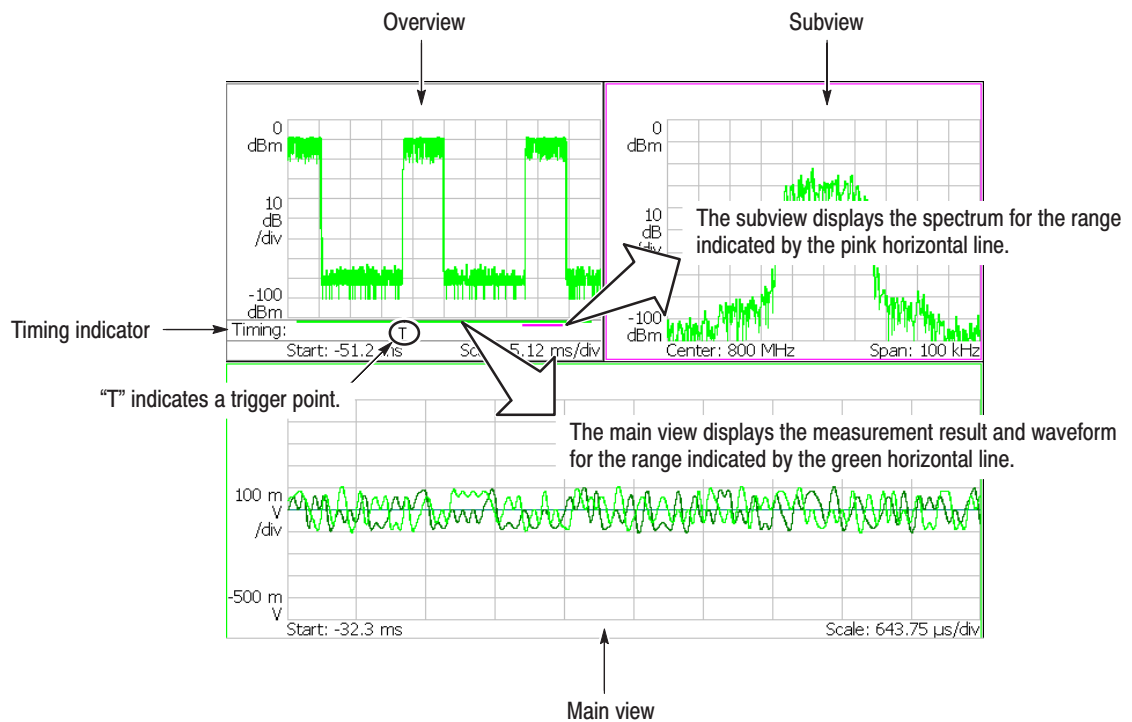 Overview
Subview
0
dBm
10
dB
/div
-100
dBm
Timing:
T
Start: -51.2 ms
5.12 ms/div
0
dBm
10
dB
/div
-100
dBm
Center: 800 MHz
Span: 100 kHz
The subview displays the spectrum for the range
indicated by the pink horizontal line.
Timing indicator
“T” indicates a trigger point.
The main view displays the measurement result and waveform
for the range indicated by the green horizontal line.
100 m
V
/div
-500 m
V
Start: -32.3 ms
Scale: 643.75 µs/div
Main view